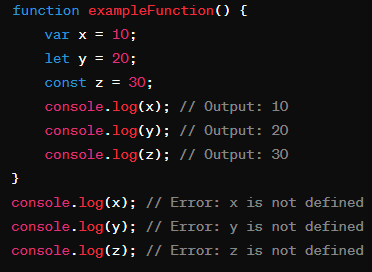 function exampleFunction() {
    var x = 10;
    let y = 20;
    const z = 30;
    console.log(x); // Output: 10
    console.log(y); // Output: 20
    console.log(z); // Output: 30
}
console.log(x); // Error: x is not defined
console.log(y); // Error: y is not defined
console.log(z); // Error: z is not defined